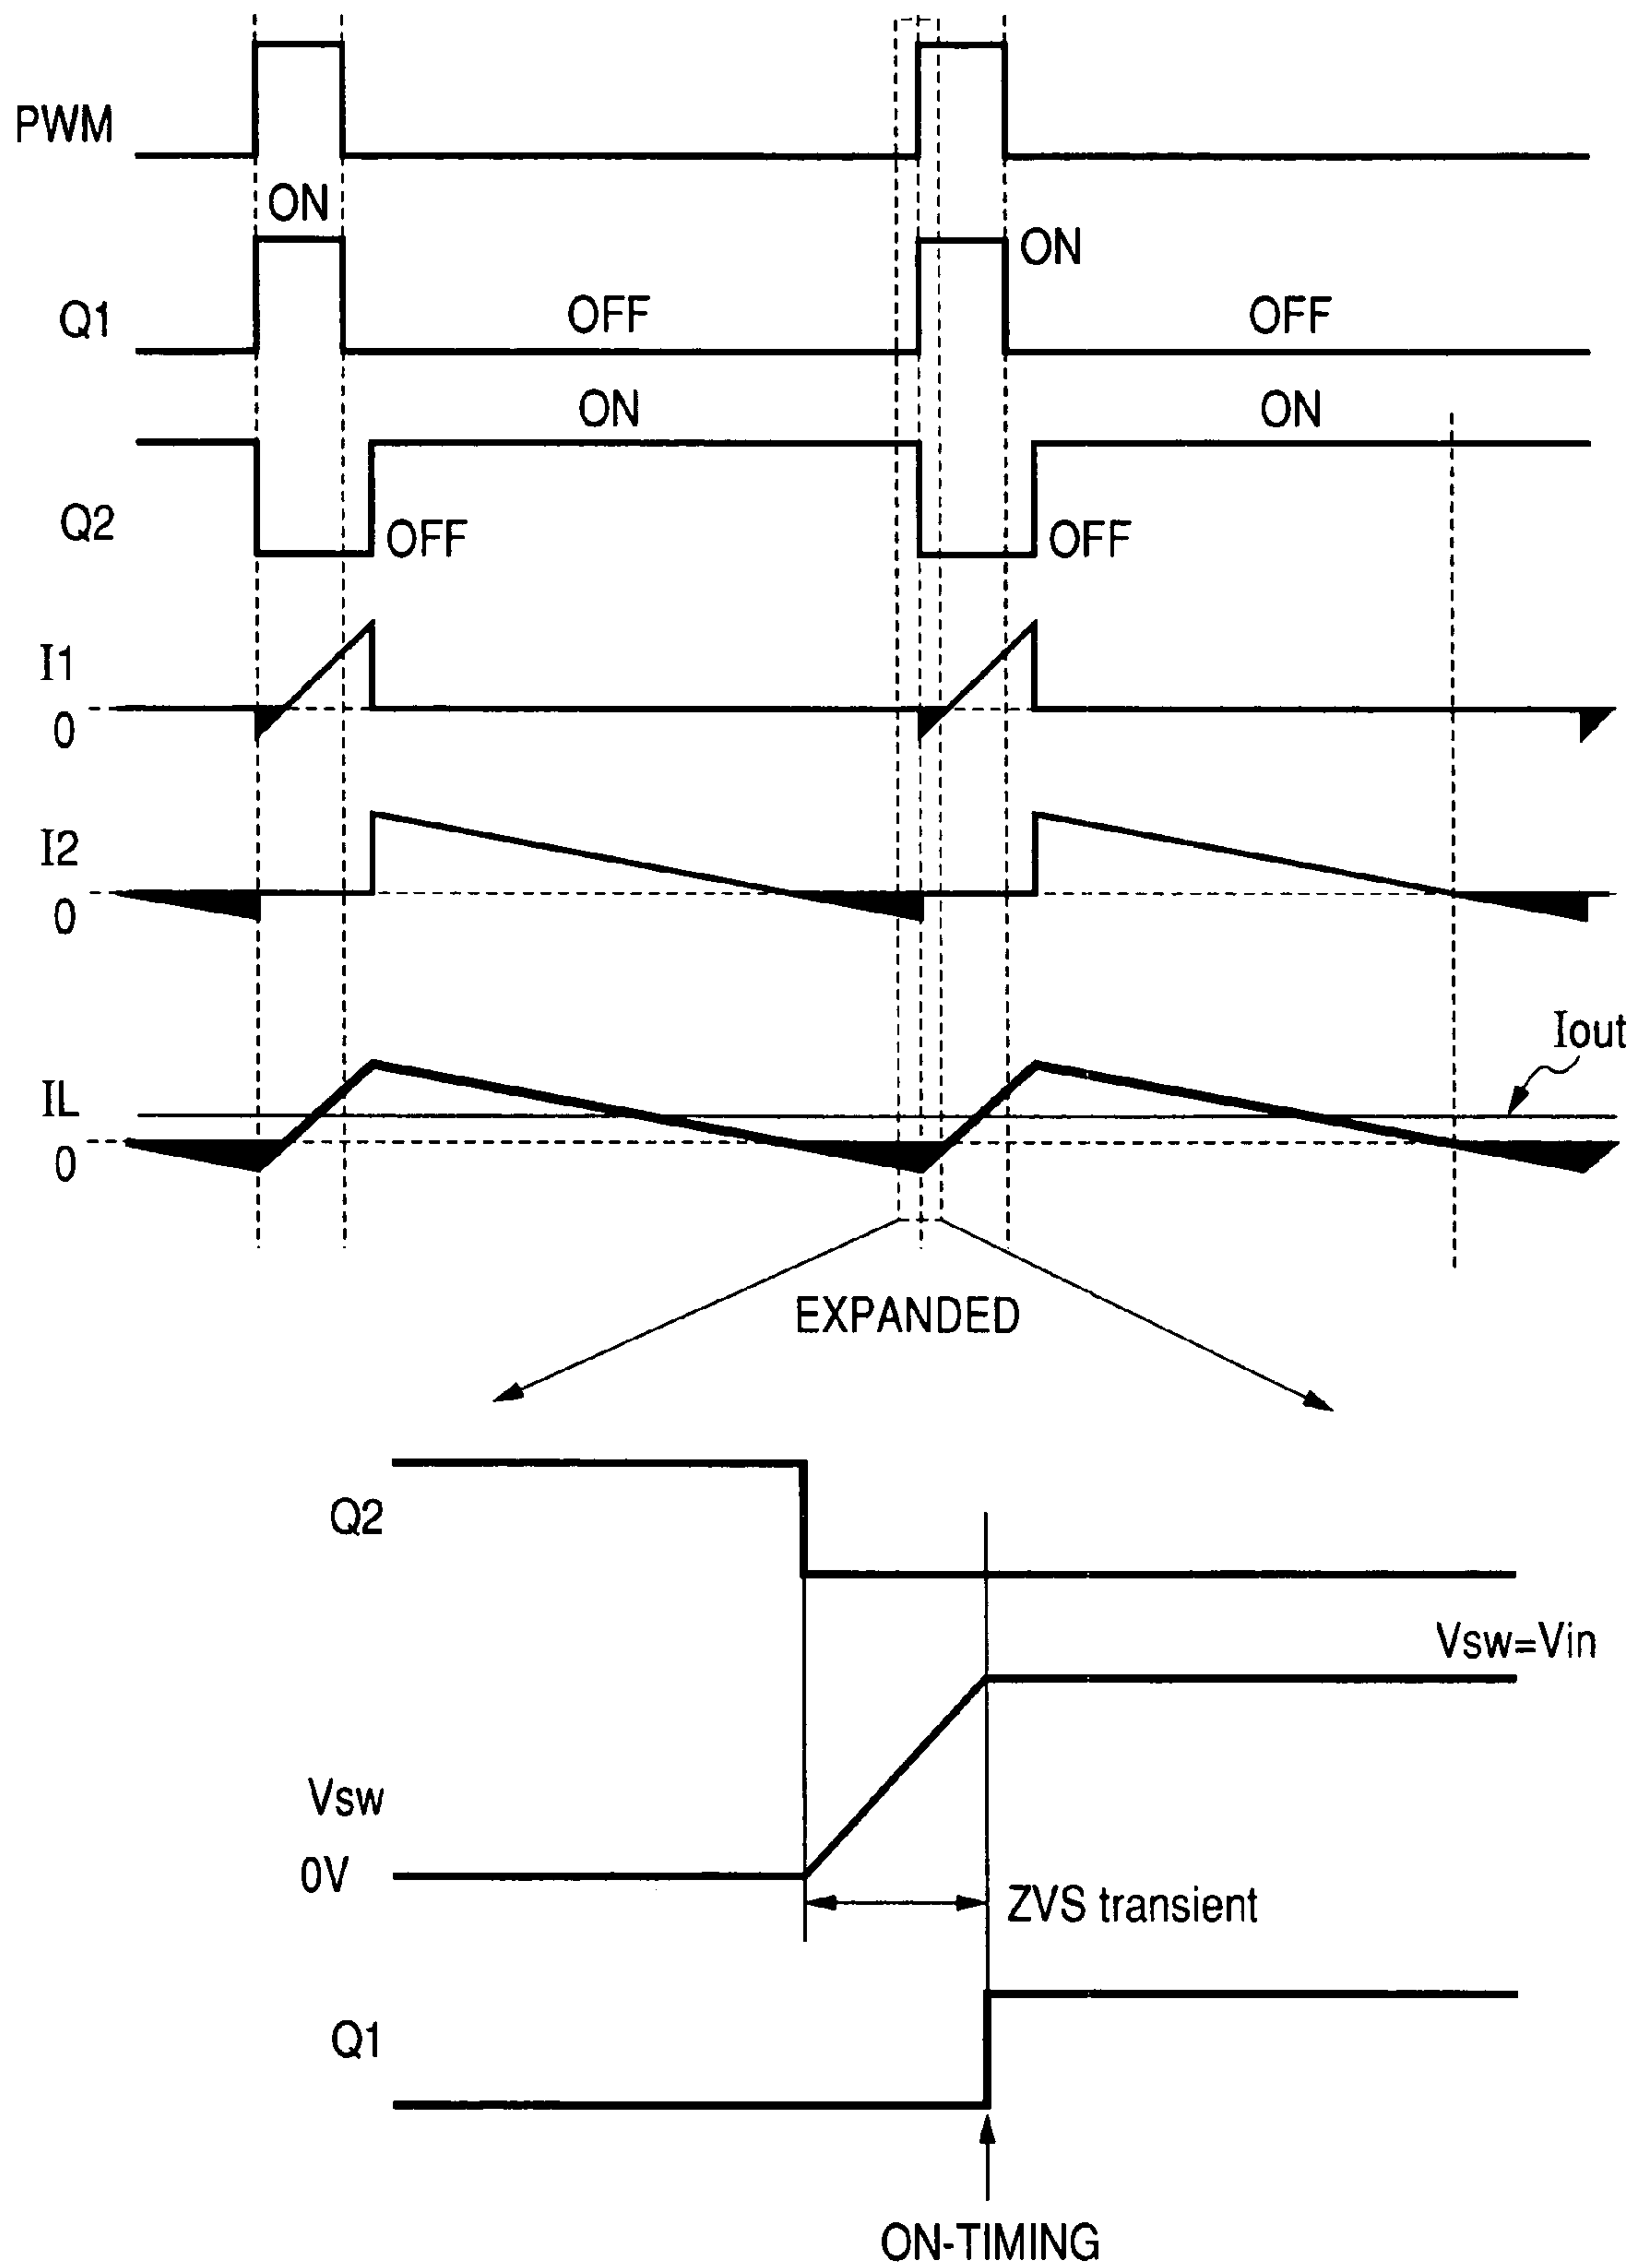 PWM
ON
ON
Q1
OFF
OFF
ON
ON
Q2
OFF
OFF
I1
0
I2
0
Iout
IL
0
EXPANDED
Q2
Vsw=Vin
Vsw
0V
ZVS transient
Q1
ON-TIMING